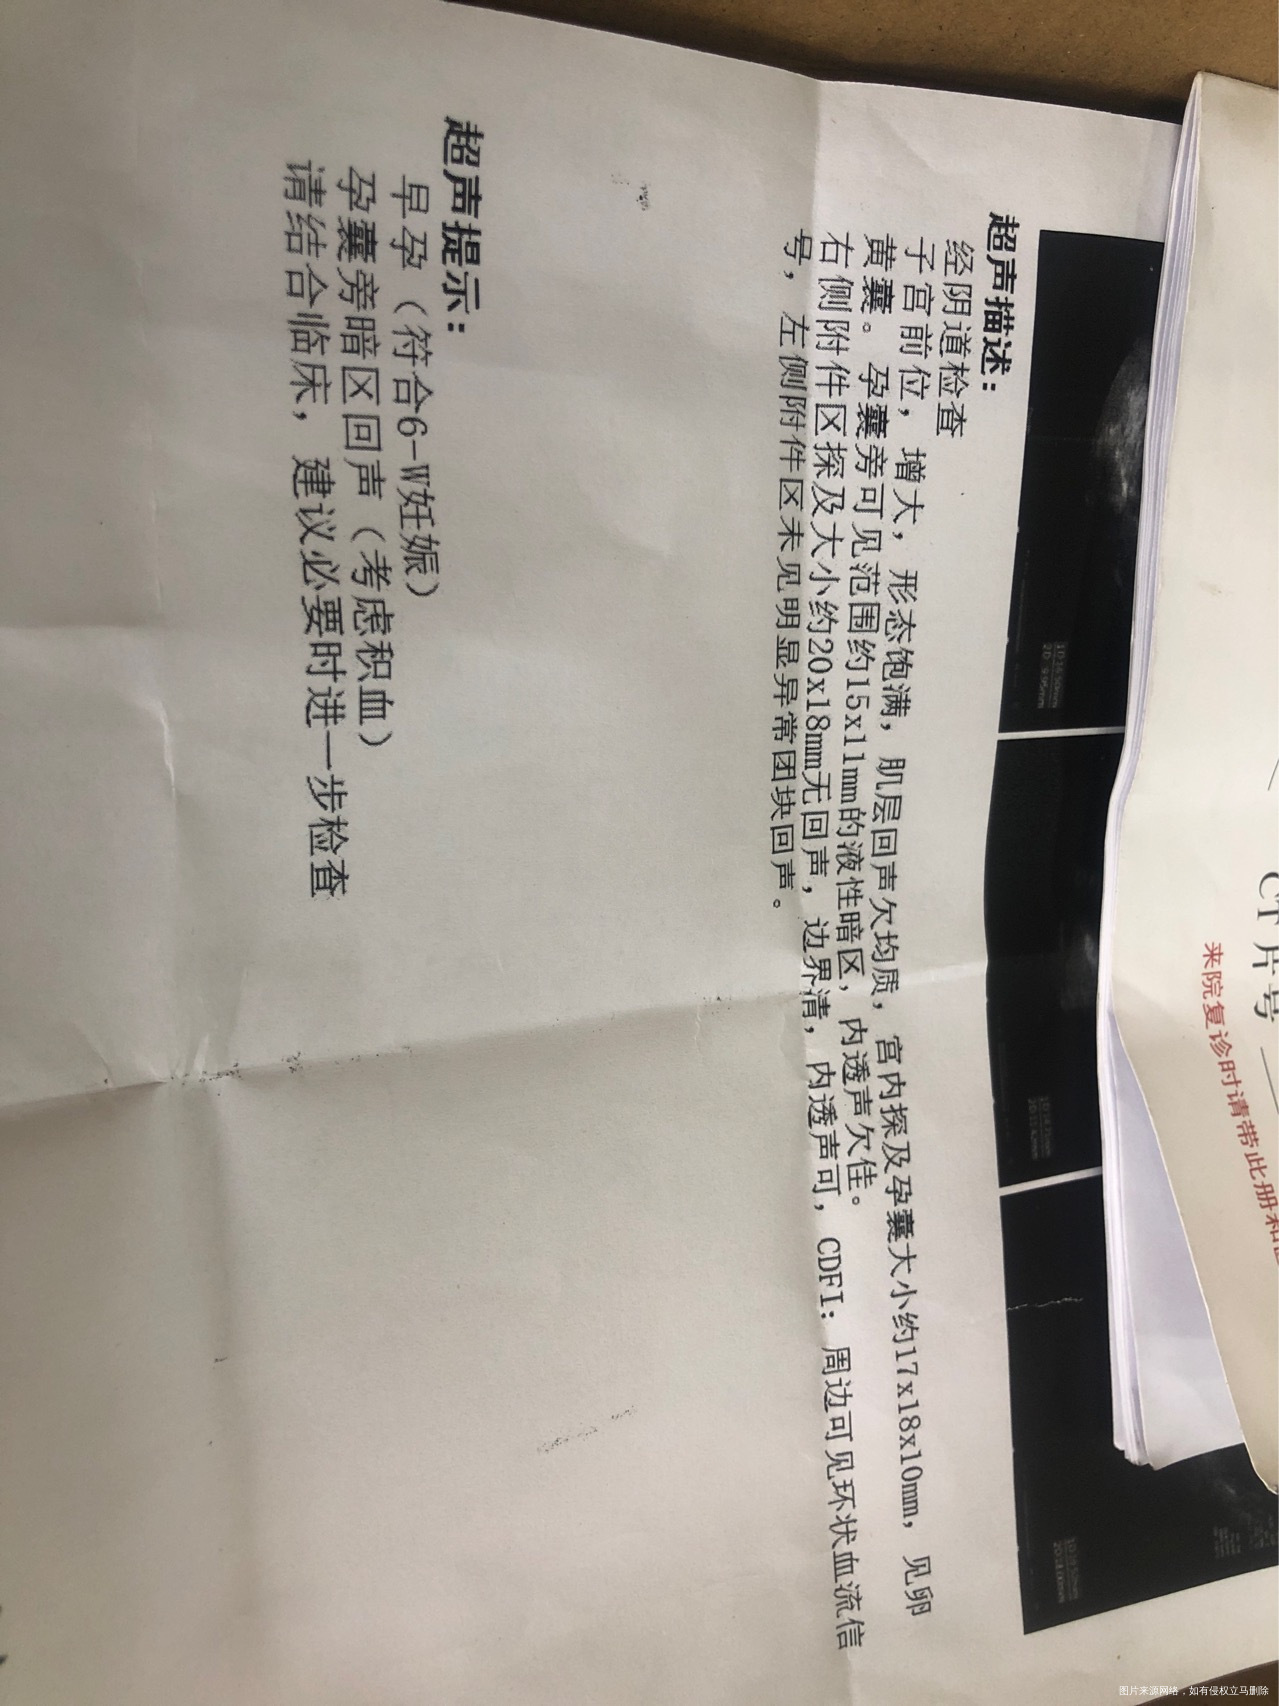 超声描述：
经阴道检查
子宫前位，增大，形态饱满，肌层回声欠均质，宫内探及孕囊大小约17x18x10mm，见卵
黄囊。孕囊旁可见范围约15x11mm的液性暗区，内透声欠佳。
右侧附件区探及大小约20x18mm无回声，边界清，内透声可，CDFI：周边可见环状血流信
号，左侧附件区未见明显异常团块回声。
超声提示：
早孕（符合6-W妊娠）
孕囊旁暗区回声（考虑积血）
请结合临床，建议必要时进一步检查
CT片号
来院复诊时请带此册和
图片来源网络，如有侵权立马删除